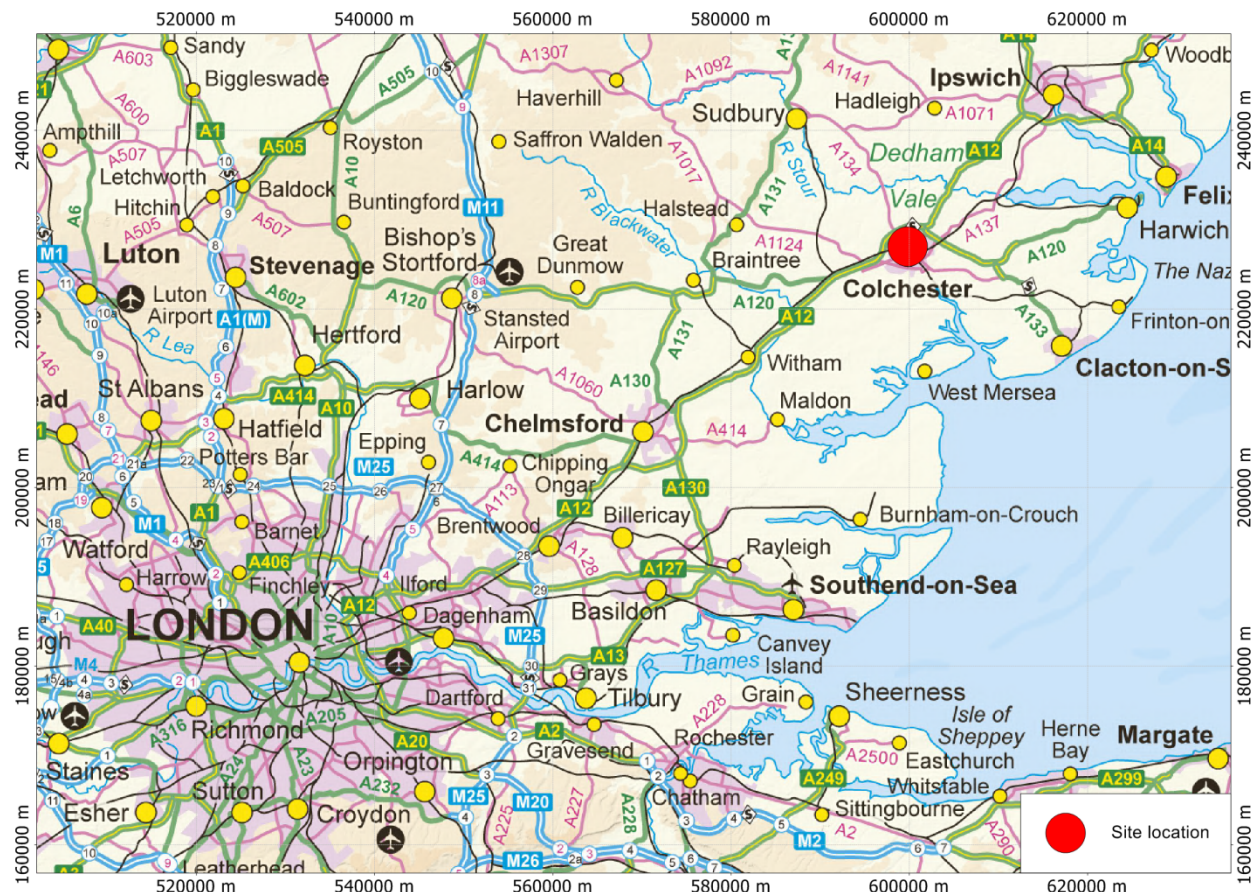 520000 m
540000 m
560000 m
580000 m
600000 m
620000 m
240000 m
220000 m
200000 m
180000 m
160000 m
A603
Sandy
Biggleswade
A600
Ampthill
A507
Letchworth
Hitchin
A505
A6
M1
Luton
Luton
Airport
R Lea
A1
A505
Royston
Baldock
A507
Stevenage
A602
A1(M)
A10
Buntingford
Hertford
A505
M11
Bishop's
Stortford
A120
Stansted
Airport
A1307
Haverhill
A1092
Saffron Walden
R Blackwater
Great
Dunmow
A1017
Halstead
A131
Braintree
A120
A1124
Sudbury
R Stour
A134
A1141
Hadleigh
A1071
Ipswich
A14
Woodb
Dedham
Vale
A12
A137
A14
Felix
Harwich
A120
The Naz
Colchester
A133
Frinton-on
Clacton-on-S
West Mersea
A12
Witham
Maldon
A131
A130
A1060
Chelmsford
A414
St Albans
A414
Hatfield
Potters Bar
A10
Harlow
Epping
M25
A414
Chipping
Ongar
A113
A12
Brentwood
Billericay
A130
Burnham-on-Crouch
A128
A127
Rayleigh
Southend-on-Sea
Basildon
Canvey
Island
A13
Grays
R Thames
Tilbury
Watford
M1
A1
Barnet
Harrow
A406
Finchley
Ilford
A12
Dagenham
M25
A40
LONDON
A10
M4
Richmond
A316
A205
A24
A23
Staines
Esher
Sutton
Croydon
Leatherhead
A232
Orpington
A20
Dartford
A2
Gravesend
M25
M20
A225
A227
M26
A228
A228
Rochester
Chatham
Grain
Sheerness
Isle of
Sheppey
A2500
Eastchurch
A249
Sittingbourne
M2
A2
Whitstable
Herne
Bay
A299
Margate
A290
Site location